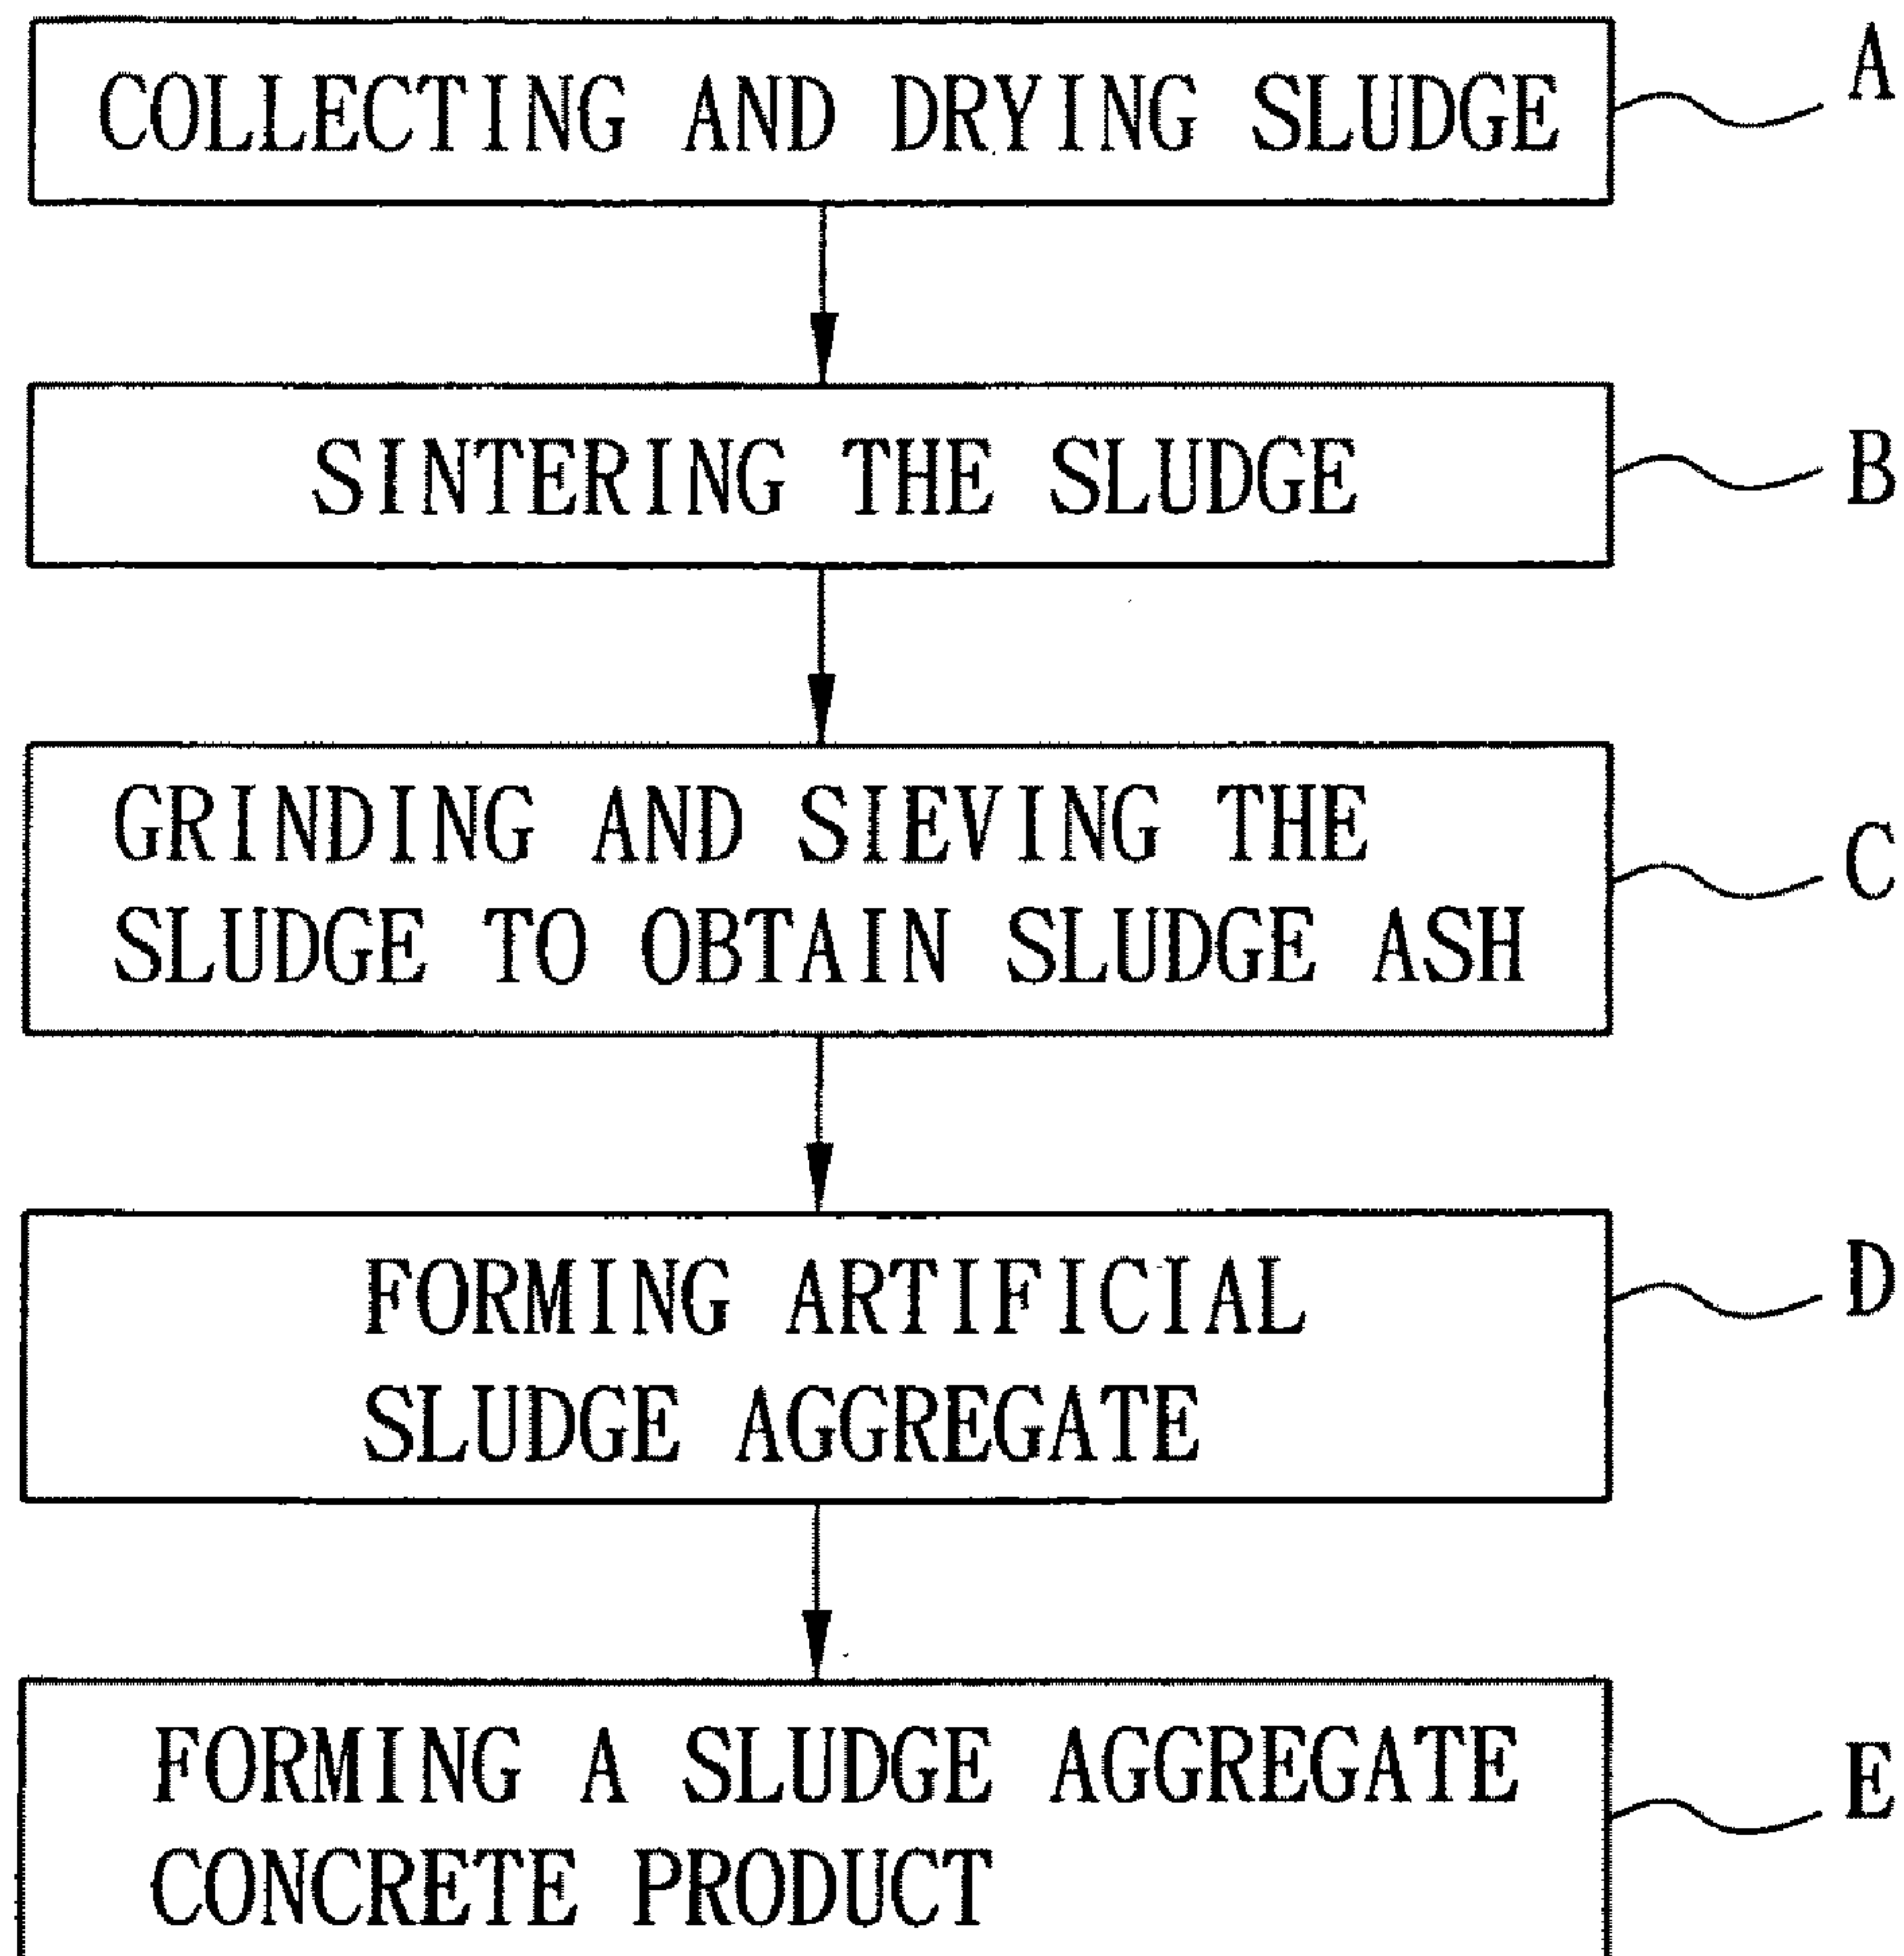 COLLECTING AND DRYING SLUDGE
A
SINTERING THE SLUDGE
B
GRINDING AND SIEVING THE
SLUDGE TO OBTAIN SLUDGE ASH
C
FORMING ARTIFICIAL
SLUDGE AGGREGATE
D
FORMING A SLUDGE AGGREGATE
CONCRETE PRODUCT
E